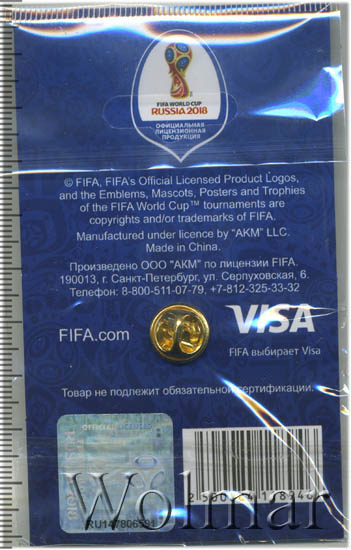 FIFA WORLD CUP
RUSSIA 2018
ОФИЦИАЛЬНАЯ
ЛИЦЕНЗИОННАЯ
ПРОДУКЦИЯ
© FIFA, FIFA's Official Licensed Product Logos,
and the Emblems, Mascots, Posters and Trophies
of the FIFA World Cup™ tournaments are
copyrights and/or trademarks of FIFA.
Manufactured under licence by "AKM" LLC.
Made in China.
Произведено ООО "АКМ" по лицензии FIFA.
190013, г. Санкт-Петербург, ул. Серпуховская, 6.
Телефон: 8-800-511-07-79, +7-812-325-33-32
FIFA.com
VISA
FIFA выбирает Visa
Товар не подлежит обязательной сертификации.
OFFICIAL LICENSED
RU147806591
Wolmar